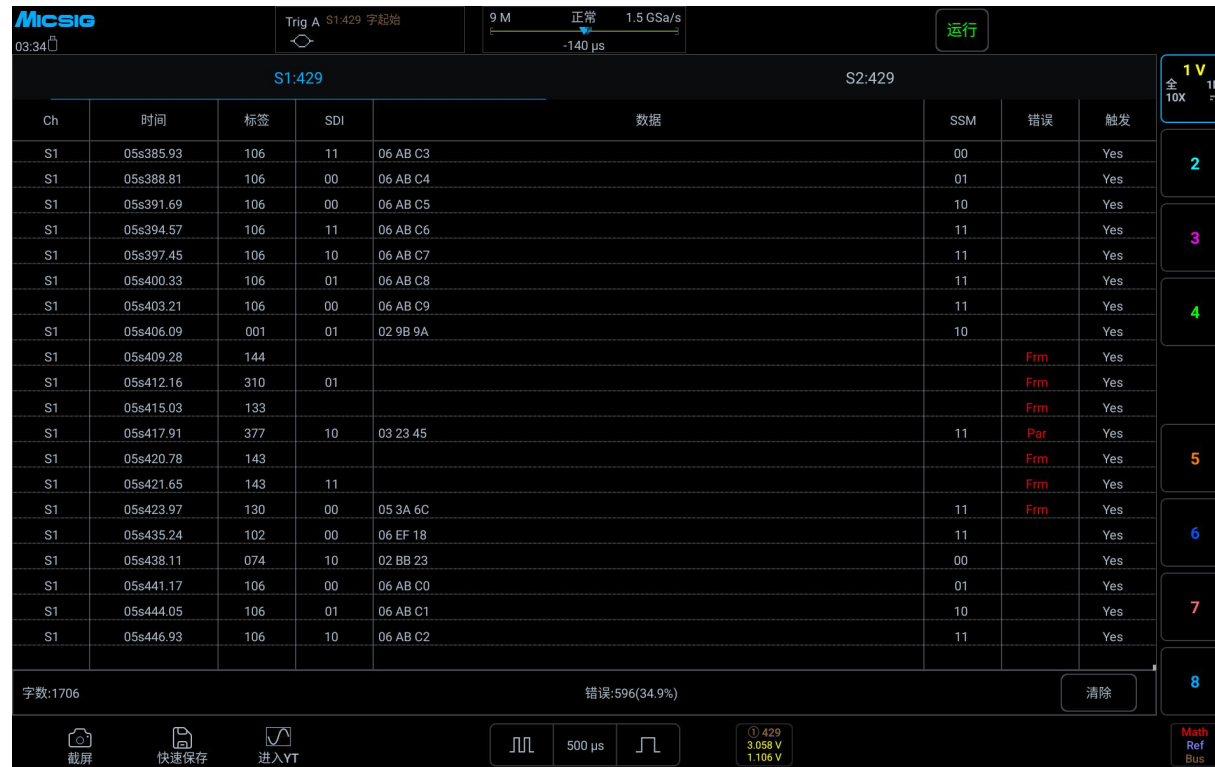 MICSIG
03:34
Trig A S1:429 字起始
9 M 正常 1.5 GSa/s
-140 μs
运行
S1:429 S2:429
Ch 时间 标签 SDI 数据 SSM 错误 触发
S1 05s385.93 106 11 06 AB C3 00 Yes
S1 05s388.81 106 00 06 AB C4 01 Yes
S1 05s391.69 106 00 06 AB C5 10 Yes
S1 05s394.57 106 11 06 AB C6 11 Yes
S1 05s397.45 106 10 06 AB C7 11 Yes
S1 05s400.33 106 01 06 AB C8 11 Yes
S1 05s403.21 106 00 06 AB C9 11 Yes
S1 05s406.09 001 01 02 9B 9A 10 Yes
S1 05s409.28 144 Frm Yes
S1 05s412.16 310 01 Frm Yes
S1 05s415.03 133 Frm Yes
S1 05s417.91 377 10 03 23 45 11 Par Yes
S1 05s420.78 143 Frm Yes
S1 05s421.65 143 11 Frm Yes
S1 05s423.97 130 00 05 3A 6C 11 Frm Yes
S1 05s435.24 102 00 06 EF 18 11 Yes
S1 05s438.11 074 10 02 BB 23 00 Yes
S1 05s441.17 106 00 06 AB C0 01 Yes
S1 05s444.05 106 01 06 AB C1 10 Yes
S1 05s446.93 106 10 06 AB C2 11 Yes
字数:1706 错误:596(34.9%) 清除
截屏 快速保存 进入YT
500 μs
① 429
3.058 V
1.106 V
1 V
全
10X
2
3
4
5
6
7
8
Math
Ref
Bus